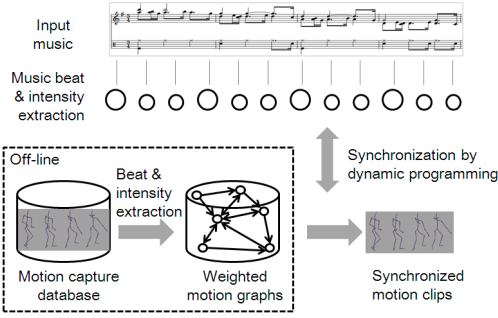 Input
music
Music beat
& intensity
extraction
Off-line
Beat &
intensity
extraction
Synchronization by
dynamic programming
Motion capture
database
Weighted
motion graphs
Synchronized
motion clips